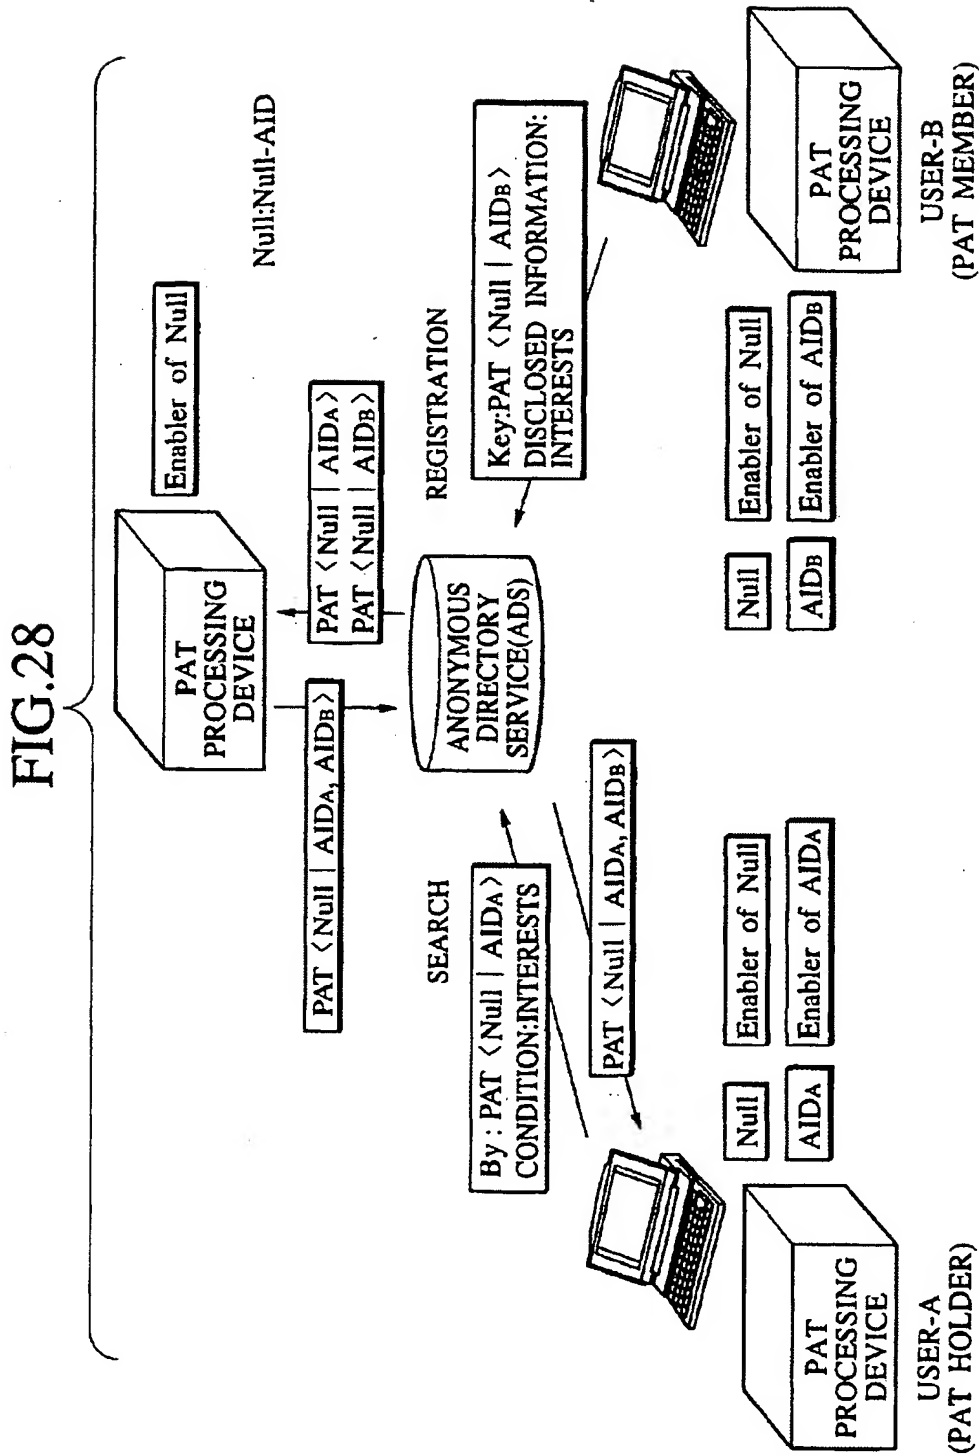 FIG.28
PAT
PROCESSING
DEVICE
Enabler of Null
Null:Null-AID
PAT <Null | AIDA, AIDB>
PAT <Null | AIDA>
PAT <Null | AIDB>
SEARCH
ANONYMOUS
DIRECTORY
SERVICE(ADS)
REGISTRATION
By : PAT <Null | AIDA>
CONDITION:INTERESTS
Key:PAT <Null | AIDB>
DISCLOSED INFORMATION:
INTERESTS
PAT <Null | AIDA, AIDB>
Null
Enabler of Null
AIDA
Enabler of AIDA
PAT
PROCESSING
DEVICE
USER-A
(PAT HOLDER)
Null
Enabler of Null
AIDB
Enabler of AIDB
PAT
PROCESSING
DEVICE
USER-B
(PAT MEMBER)